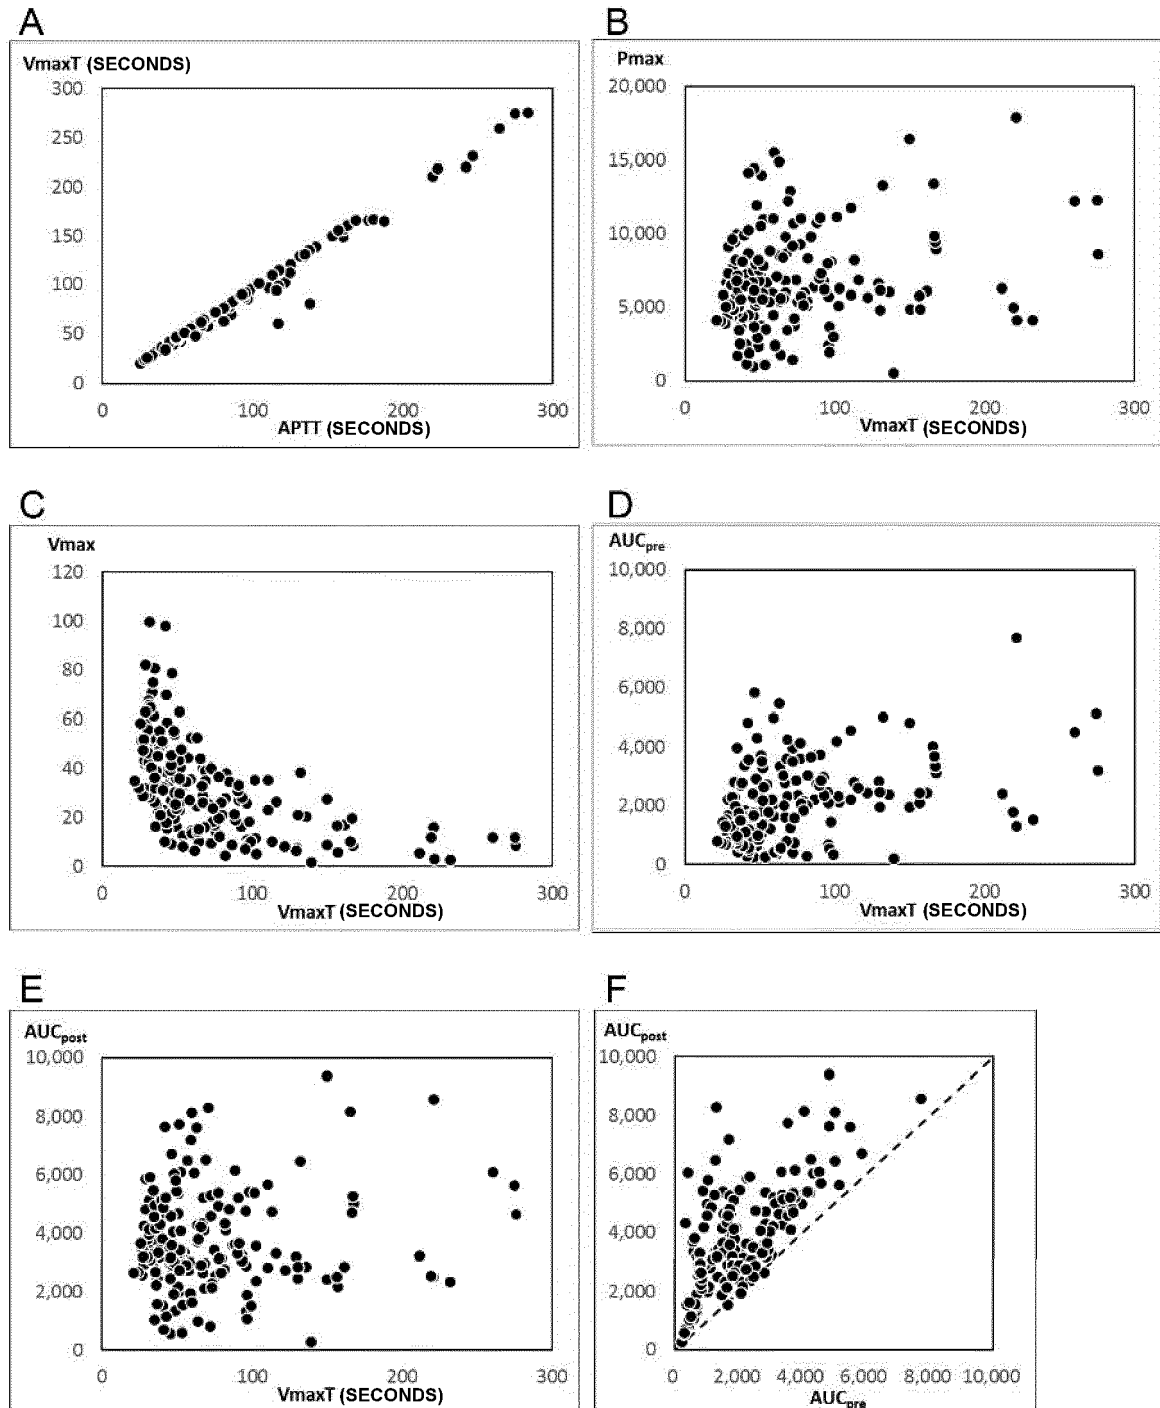 A
VmaxT (SECONDS)
300
250
200
150
100
50
0
0 100 200 300
APTT (SECONDS)
B
Pmax
20,000
15,000
10,000
5,000
0
0 100 200 300
VmaxT (SECONDS)
C
Vmax
120
100
80
60
40
20
0
0 100 200 300
VmaxT (SECONDS)
D
AUCpre
10,000
8,000
6,000
4,000
2,000
0
0 100 200 300
VmaxT (SECONDS)
E
AUCpost
10,000
8,000
6,000
4,000
2,000
0
0 100 200 300
VmaxT (SECONDS)
F
AUCpost
10,000
8,000
6,000
4,000
2,000
0
0 2,000 4,000 6,000 8,000 10,000
AUCpre